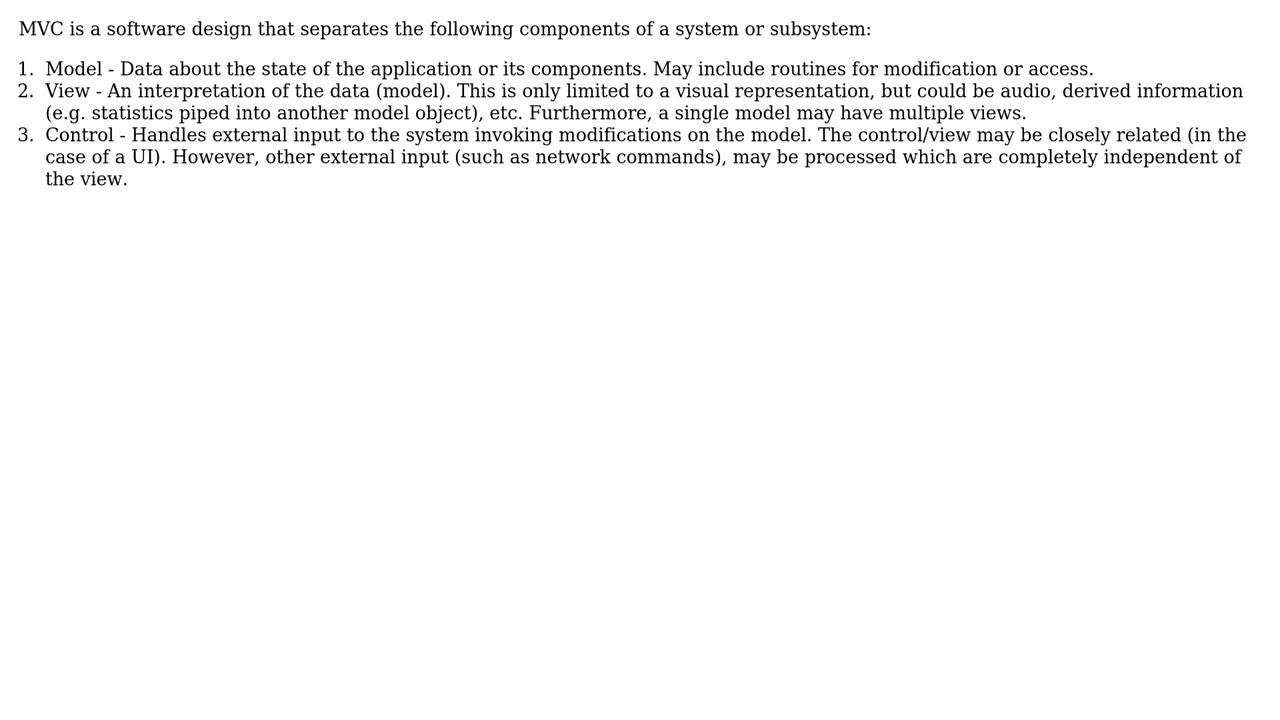 MVC is a software design that separates the following components of a system or subsystem:
1. Model - Data about the state of the application or its components. May include routines for modification or access.
2. View - An interpretation of the data (model). This is only limited to a visual representation, but could be audio, derived information
(e.g. statistics piped into another model object), etc. Furthermore, a single model may have multiple views.
3. Control - Handles external input to the system invoking modifications on the model. The control/view may be closely related (in the
case of a UI). However, other external input (such as network commands), may be processed which are completely independent of
the view.